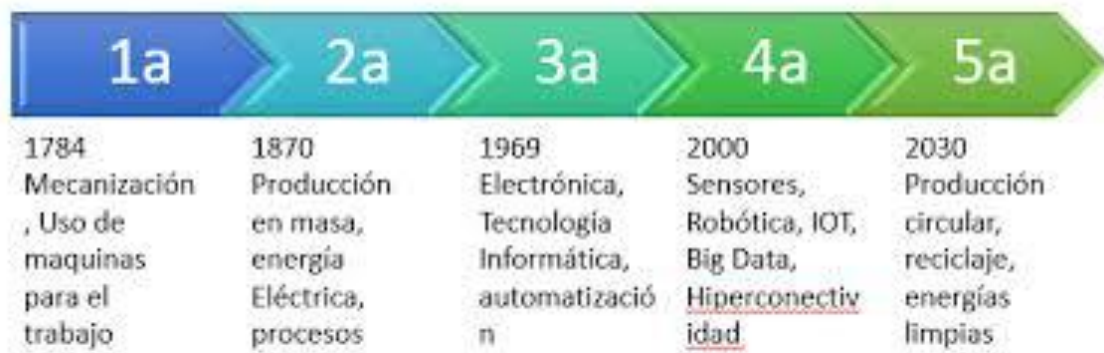 1a
2a
3a
4a
5a
1784
Mecanización
, Uso de
maquinas
para el
trabajo
1870
Producción
en masa,
energía
Eléctrica,
procesos
1969
Electrónica,
Tecnología
Informática,
automatizació
n
2000
Sensores,
Robótica, IOT,
Big Data,
Hiperconectiv
idad
2030
Producción
circular,
reciclaje,
energías
limpias